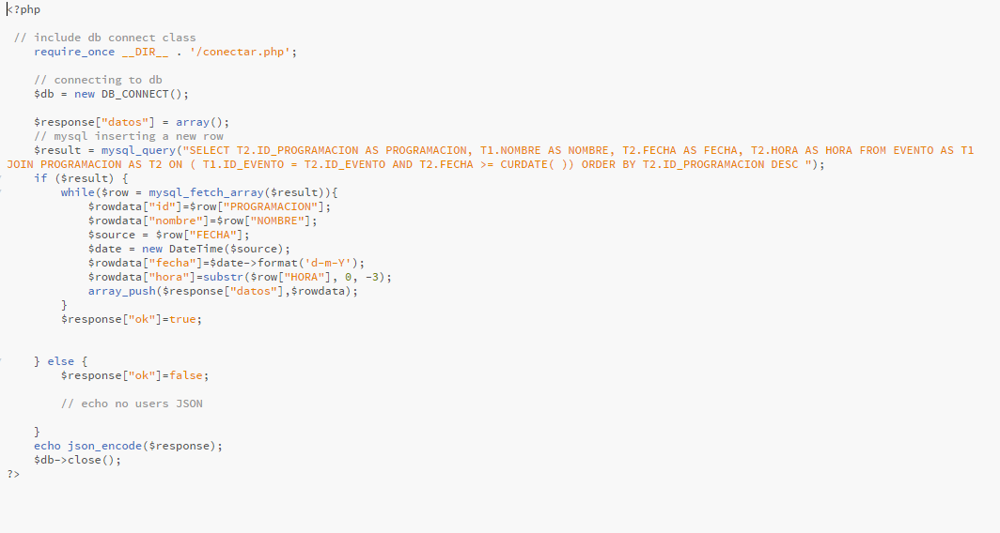 <?php
// include db connect class
require_once __DIR__ . '/conectar.php';
// connecting to db
$db = new DB_CONNECT();
$response["datos"] = array();
// mysql inserting a new row
$result = mysql_query("SELECT T2.ID_PROGRAMACION AS PROGRAMACION, T1.NOMBRE AS NOMBRE, T2.FECHA AS FECHA, T2.HORA AS HORA FROM EVENTO AS T1
JOIN PROGRAMACION AS T2 ON ( T1.ID_EVENTO = T2.ID_EVENTO AND T2.FECHA >= CURDATE( )) ORDER BY T2.ID_PROGRAMACION DESC ");
if ($result) {
while($row = mysql_fetch_array($result)){
$rowdata["id"]=$row["PROGRAMACION"];
$rowdata["nombre"]=$row["NOMBRE"];
$source = $row["FECHA"];
$date = new DateTime($source);
$rowdata["fecha"]=$date->format('d-m-Y');
$rowdata["hora"]=substr($row["HORA"], 0, -3);
array_push($response["datos"],$rowdata);
}
$response["ok"]=true;
} else {
$response["ok"]=false;
// echo no users JSON
}
echo json_encode($response);
$db->close();
?>